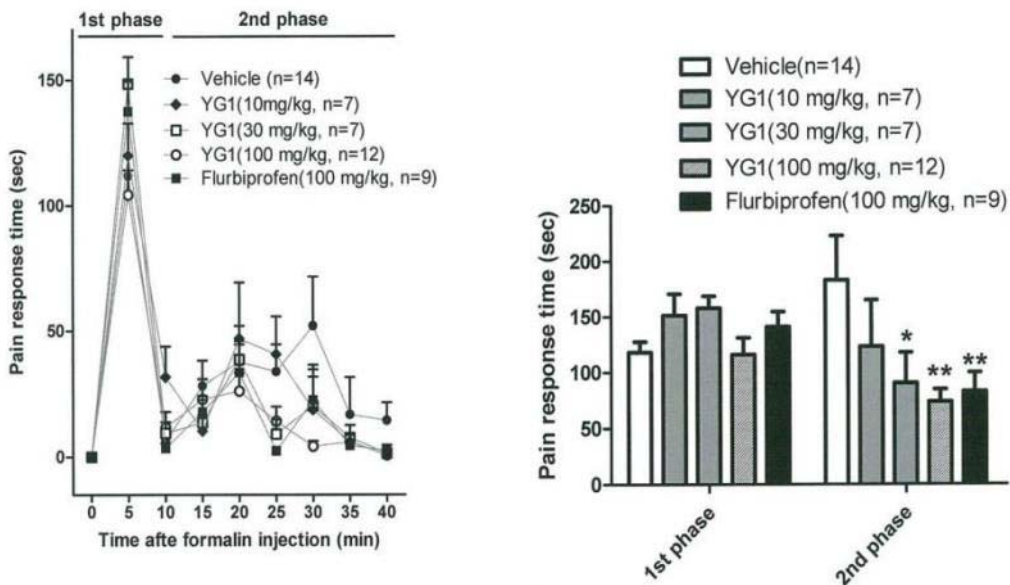 1st phase
2nd phase
Vehicle (n=14)
YG1(10mg/kg, n=7)
YG1(30 mg/kg, n=7)
YG1(100 mg/kg, n=12)
Flurbiprofen(100 mg/kg, n=9)
Pain response time (sec)
150
100
50
0
0 5 10 15 20 25 30 35 40
Time afte formalin injection (min)
Vehicle(n=14)
YG1(10 mg/kg, n=7)
YG1(30 mg/kg, n=7)
YG1(100 mg/kg, n=12)
Flurbiprofen(100 mg/kg, n=9)
Pain response time (sec)
250
200
150
100
50
0
*
**
**
1st phase
2nd phase